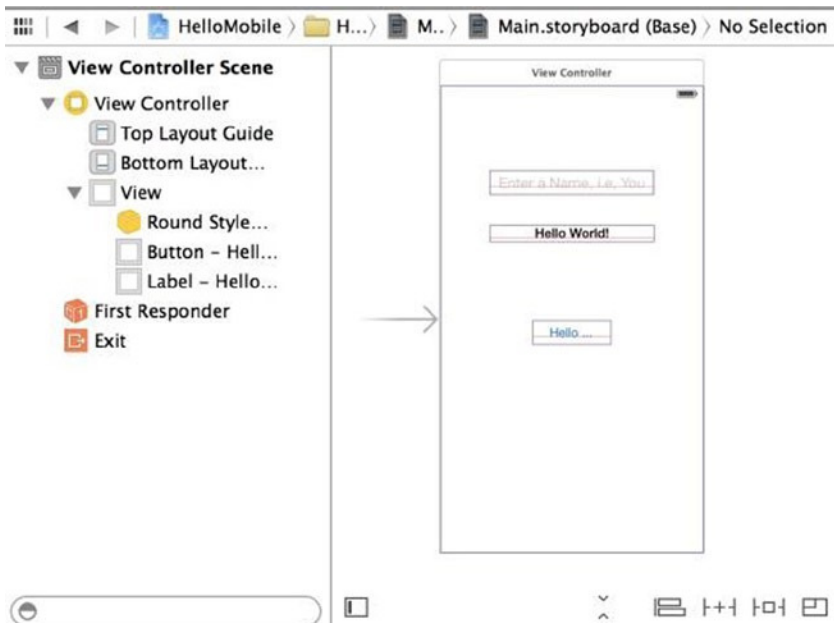 HelloMobile H... M.. Main.storyboard (Base) No Selection
View Controller Scene
View Controller
Top Layout Guide
Bottom Layout...
View
Round Style...
Button – Hell...
Label – Hello...
First Responder
Exit
View Controller
Enter a Name, i.e, You
Hello World!
Hello ...